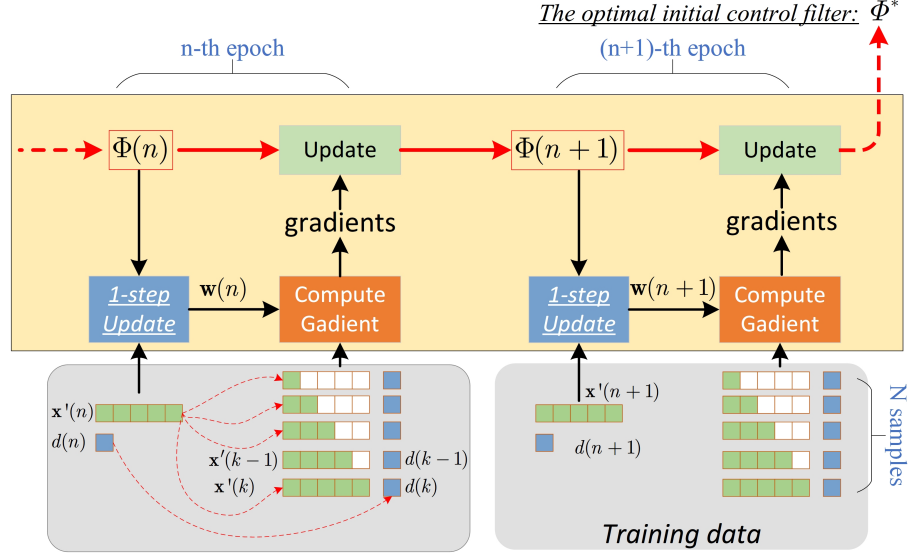 The optimal initial control filter: Φ*
n-th epoch
(n+1)-th epoch
Φ(n)
Update
Φ(n + 1)
Update
gradients
gradients
1-step
Update
w(n)
Compute
Gadient
1-step
Update
w(n + 1)
Compute
Gadient
x'(n)
d(n)
x'(k−1)
d(k−1)
x'(k)
d(k)
x'(n+1)
d(n+1)
N samples
Training data